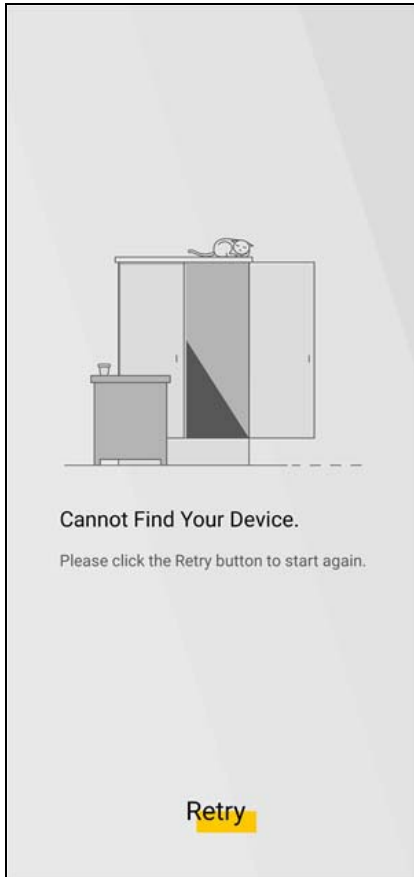 Cannot Find Your Device.
Please click the Retry button to start again.
Retry